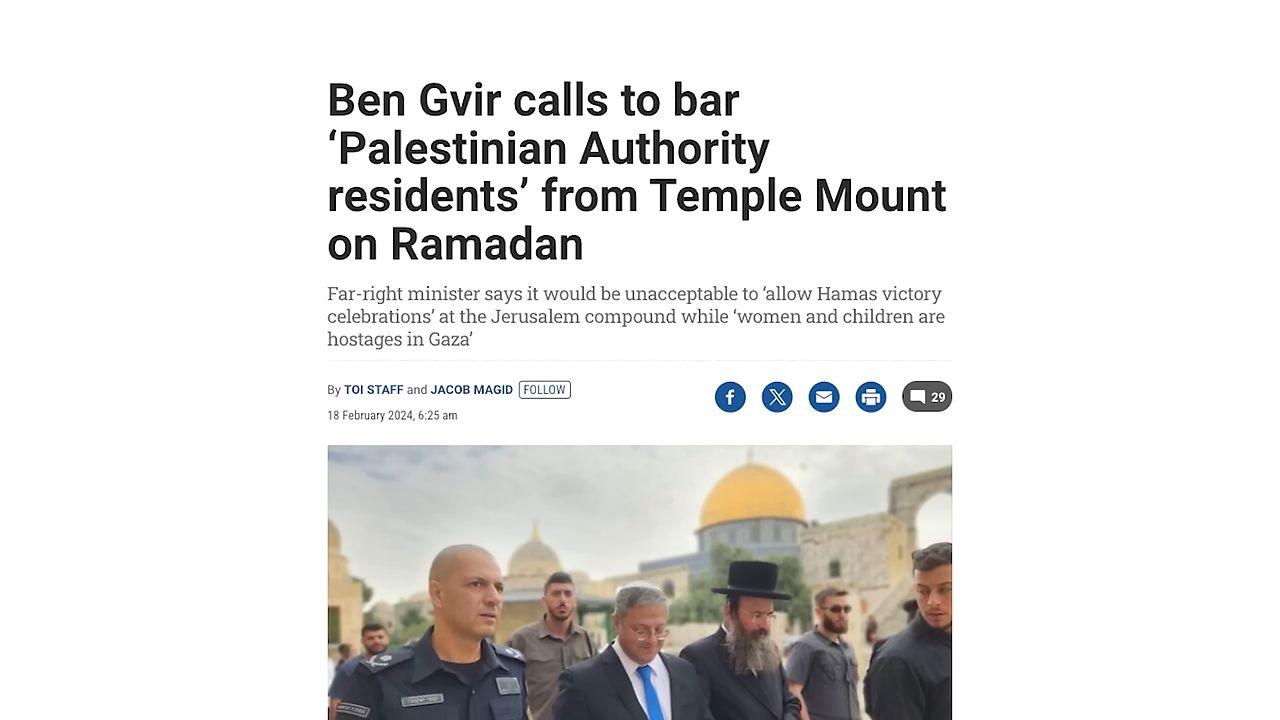 Ben Gvir calls to bar
‘Palestinian Authority
residents’ from Temple Mount
on Ramadan
Far-right minister says it would be unacceptable to ‘allow Hamas victory
celebrations’ at the Jerusalem compound while ‘women and children are
hostages in Gaza’
By TOI STAFF and JACOB MAGID FOLLOW
29
18 February 2024, 6:25 am